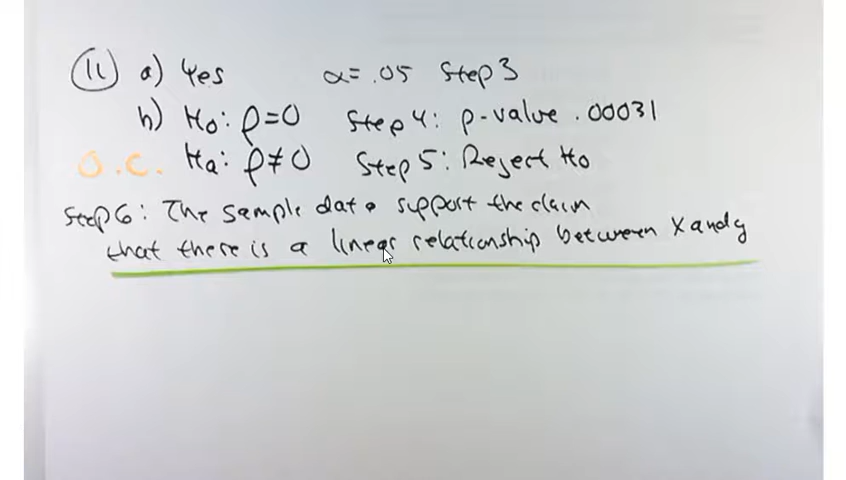 11 a) Yes α=.05 Step 3
b) Ho: ρ=0 Step 4: p-value .00031
O.C. Ha: ρ≠0 Step 5: Reject Ho
Step 6: The sample data support the claim
that there is a linear relationship between x and y